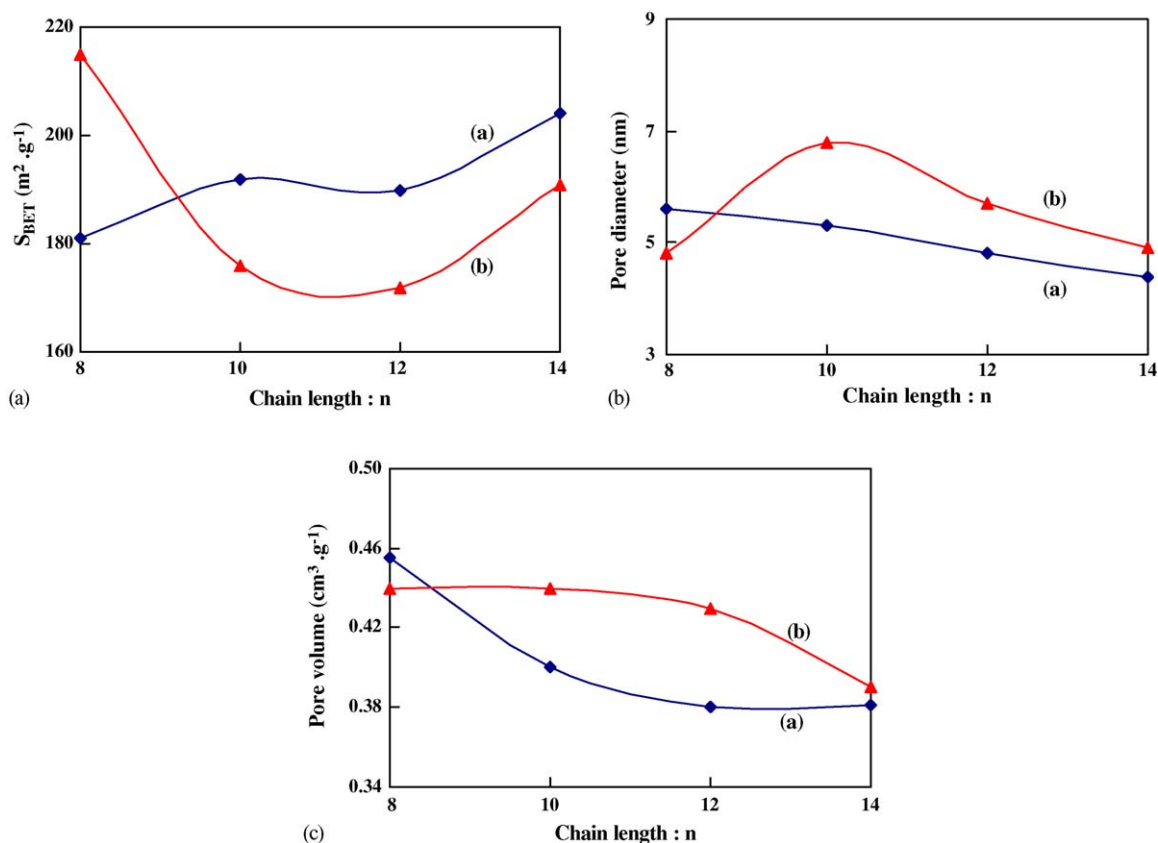 220
200
180
160
S_BET (m² .g⁻¹)
(a)
(b)
8
10
12
14
Chain length : n
(a)
9
7
5
3
Pore diameter (nm)
(b)
(a)
8
10
12
14
Chain length : n
(b)
0.50
0.46
0.42
0.38
0.34
Pore volume (cm³ .g⁻¹)
(b)
(a)
8
10
12
14
Chain length : n
(c)